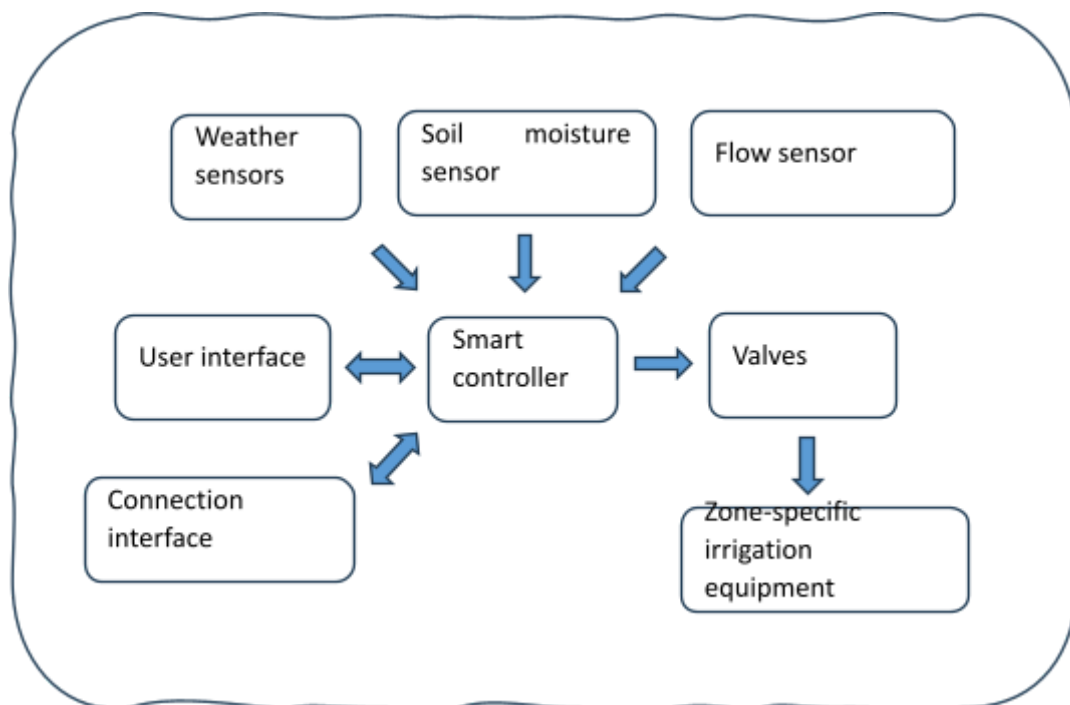 Weather
sensors
Soil moisture
sensor
Flow sensor
User interface
Smart
controller
Valves
Connection
interface
Zone-specific
irrigation
equipment